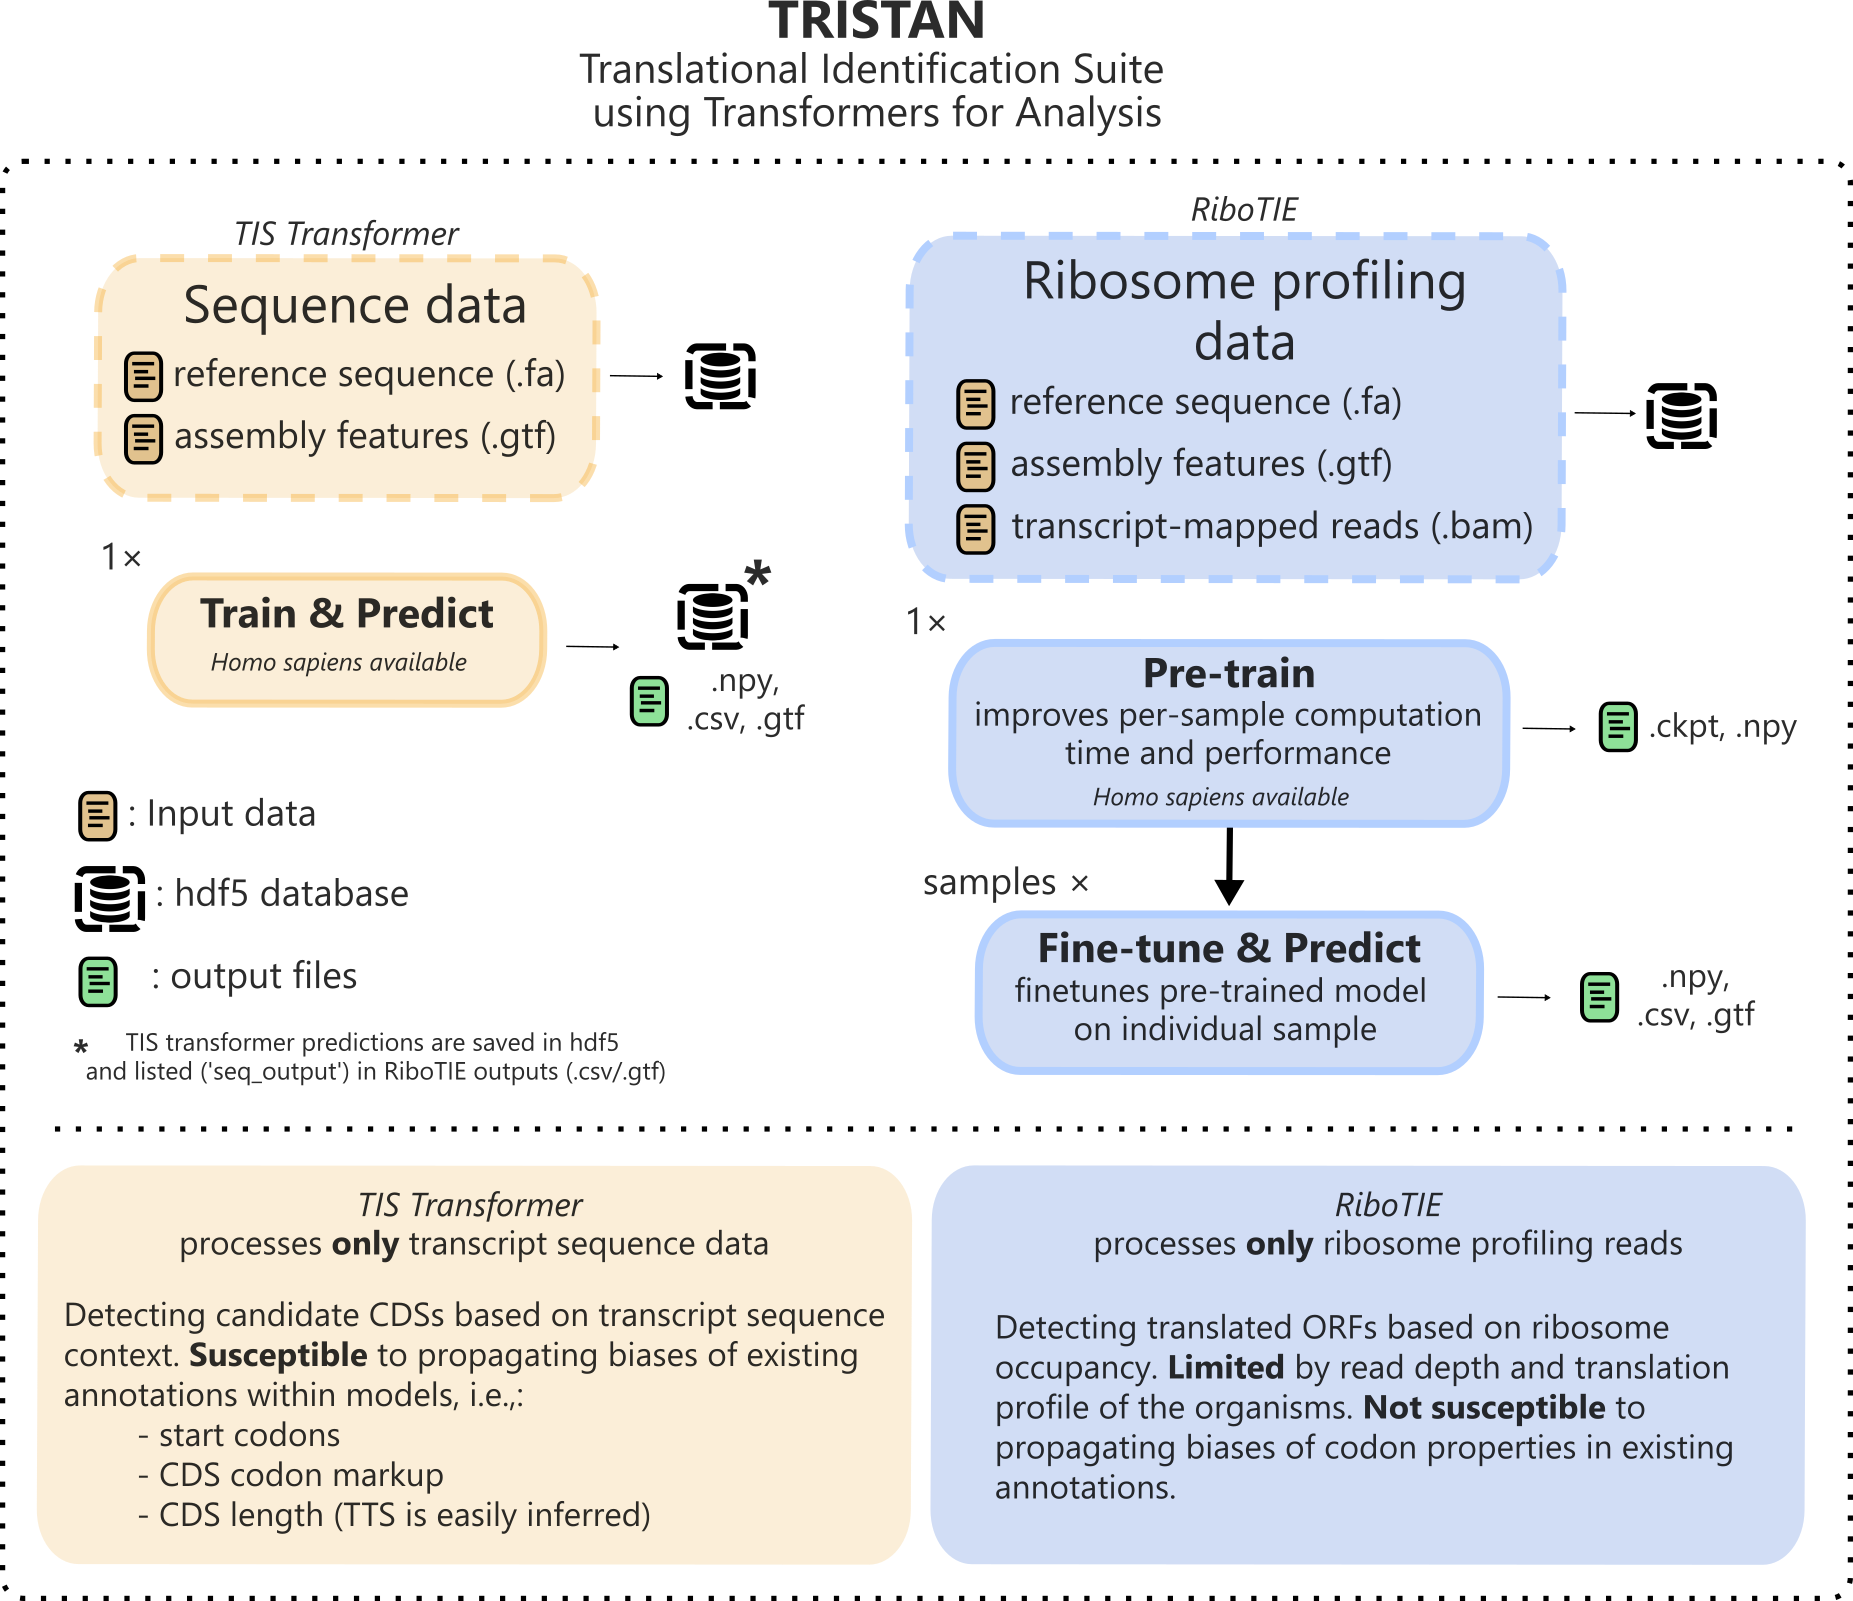 TRISTAN
Translational Identification Suite
using Transformers for Analysis
TIS Transformer
Sequence data
reference sequence (.fa)
assembly features (.gtf)
1×
Train & Predict
Homo sapiens available
*
.npy,
.csv, .gtf
: Input data
: hdf5 database
: output files
* TIS transformer predictions are saved in hdf5
and listed ('seq_output') in RiboTIE outputs (.csv/.gtf)
RiboTIE
Ribosome profiling
data
reference sequence (.fa)
assembly features (.gtf)
transcript-mapped reads (.bam)
1×
Pre-train
improves per-sample computation
time and performance
Homo sapiens available
.ckpt, .npy
samples ×
Fine-tune & Predict
finetunes pre-trained model
on individual sample
.npy,
.csv, .gtf
TIS Transformer
processes only transcript sequence data
Detecting candidate CDSs based on transcript sequence
context. Susceptible to propagating biases of existing
annotations within models, i.e.,:
- start codons
- CDS codon markup
- CDS length (TTS is easily inferred)
RiboTIE
processes only ribosome profiling reads
Detecting translated ORFs based on ribosome
occupancy. Limited by read depth and translation
profile of the organisms. Not susceptible to
propagating biases of codon properties in existing
annotations.